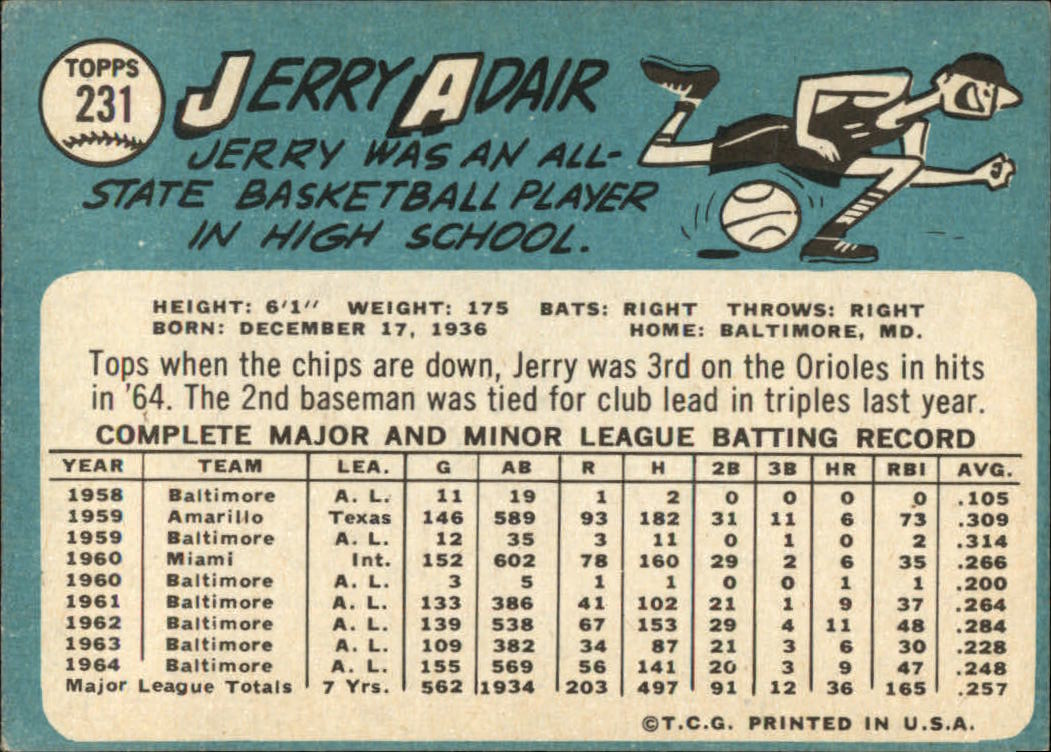 TOPPS
231
JERRY ADAIR
JERRY WAS AN ALL-
STATE BASKETBALL PLAYER
IN HIGH SCHOOL.
HEIGHT: 6'1" WEIGHT: 175 BATS: RIGHT THROWS: RIGHT
BORN: DECEMBER 17, 1936 HOME: BALTIMORE, MD.
Tops when the chips are down, Jerry was 3rd on the Orioles in hits
in '64. The 2nd baseman was tied for club lead in triples last year.
COMPLETE MAJOR AND MINOR LEAGUE BATTING RECORD
YEAR TEAM LEA. G AB R H 2B 3B HR RBI AVG.
1958 Baltimore A. L. 11 19 1 2 0 0 0 0 .105
1959 Amarillo Texas 146 589 93 182 31 11 6 73 .309
1959 Baltimore A. L. 12 35 3 11 0 1 0 2 .314
1960 Miami Int. 152 602 78 160 29 2 6 35 .266
1960 Baltimore A. L. 3 5 1 1 0 0 1 1 .200
1961 Baltimore A. L. 133 386 41 102 21 1 9 37 .264
1962 Baltimore A. L. 139 538 67 153 29 4 11 48 .284
1963 Baltimore A. L. 109 382 34 87 21 3 6 30 .228
1964 Baltimore A. L. 155 569 56 141 20 3 9 47 .248
Major League Totals 7 Yrs. 562 1934 203 497 91 12 36 165 .257
©T.C.G. PRINTED IN U.S.A.